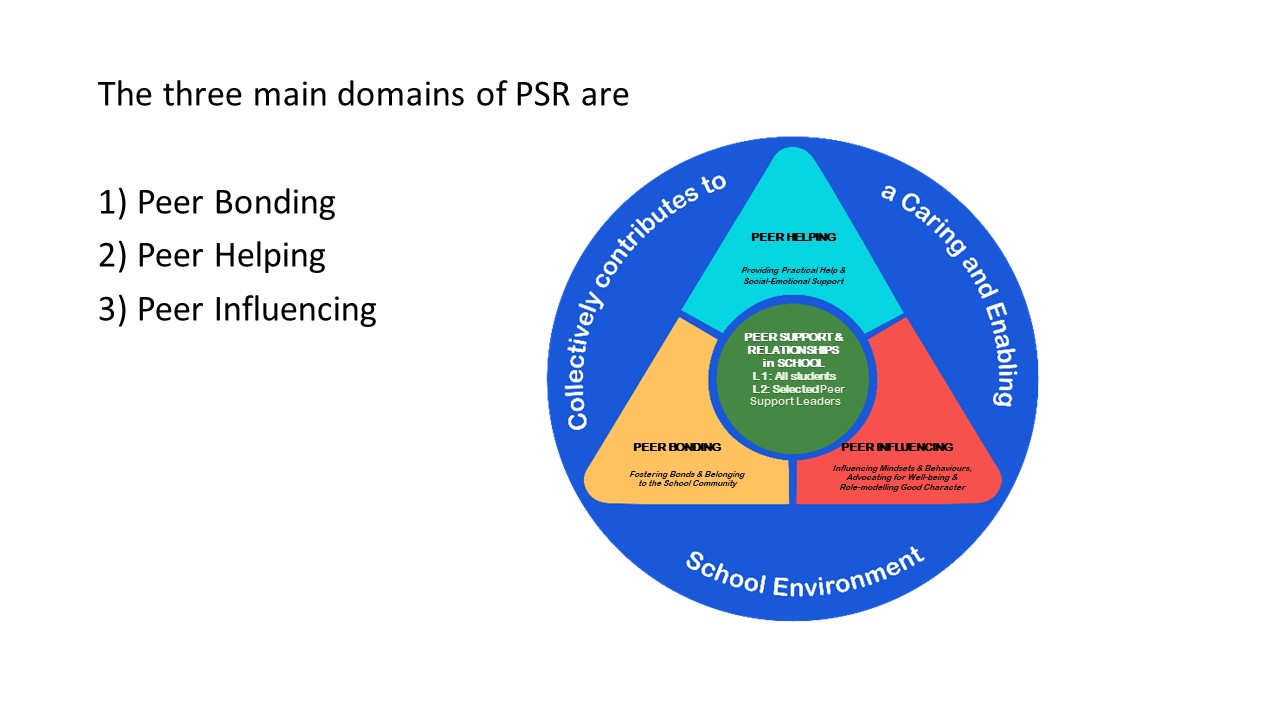 The three main domains of PSR are
1) Peer Bonding
2) Peer Helping
3) Peer Influencing
Collectively contributes to
a Caring and Enabling
School Environment
PEER HELPING
Providing Practical Help &
Social-Emotional Support
PEER SUPPORT &
RELATIONSHIPS
in SCHOOL
L1: All students
L2: Selected Peer
Support Leaders
PEER BONDING
Fostering Bonds & Belonging
to the School Community
PEER INFLUENCING
Influencing Mindsets & Behaviours,
Advocating for Well-being &
Role-modelling Good Character